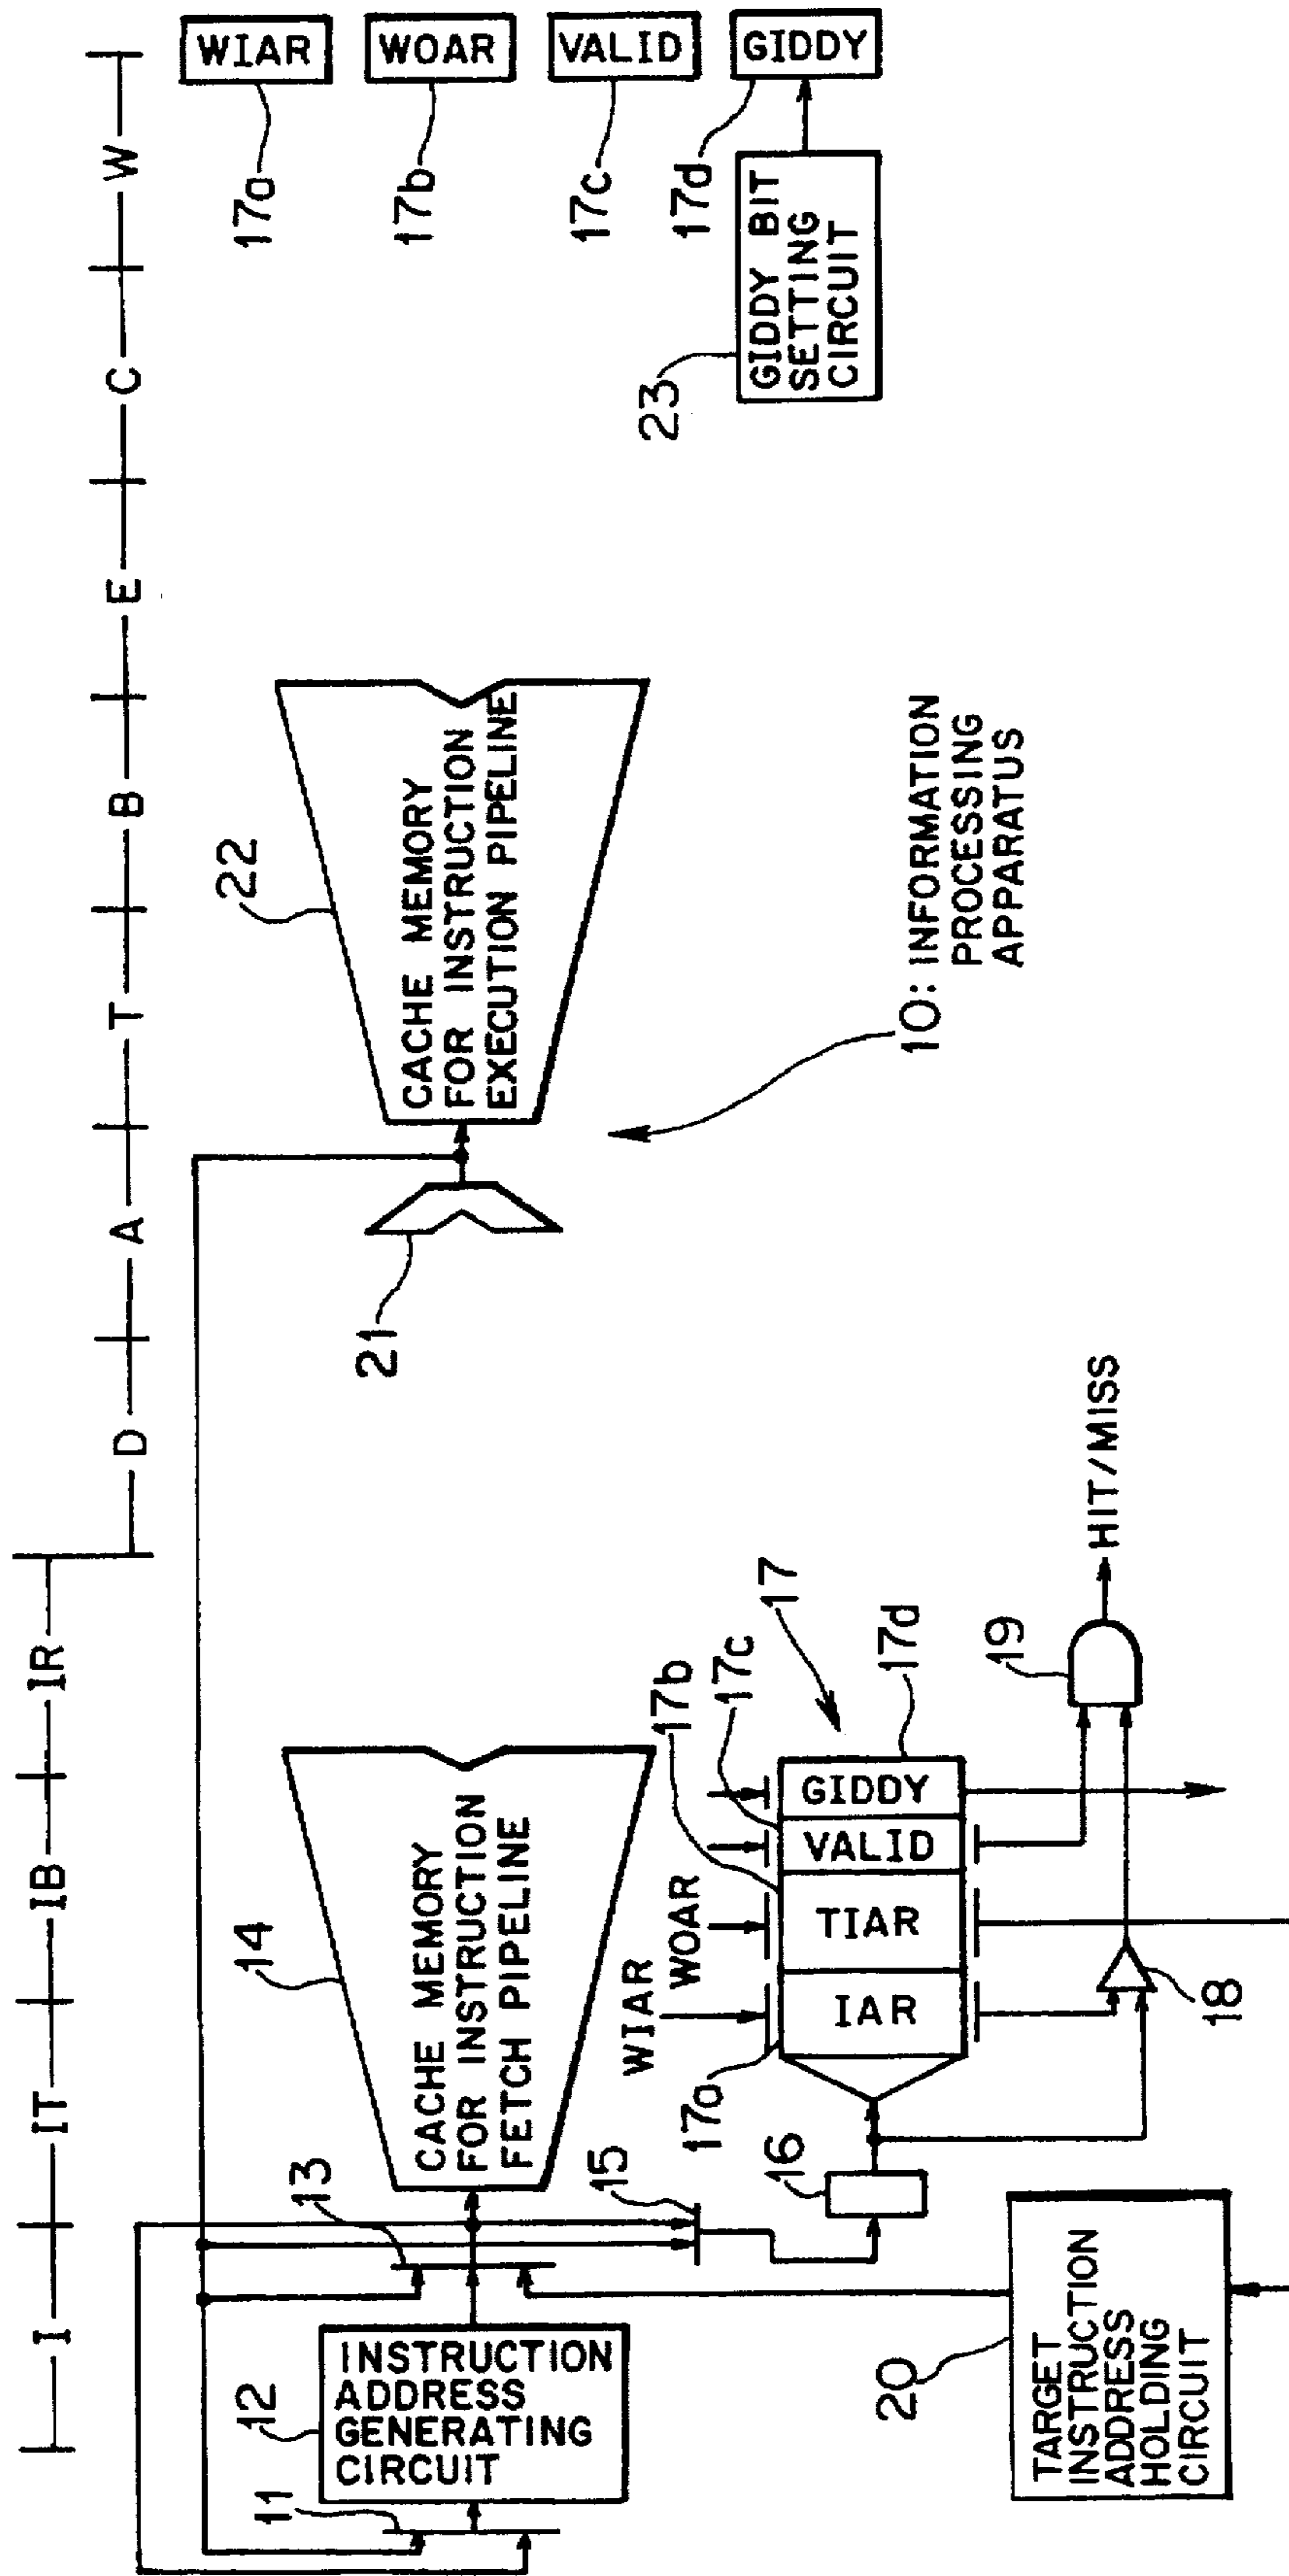 I
IT
IB
IR
D
A
T
B
E
C
W
11
12
INSTRUCTION
ADDRESS
GENERATING
CIRCUIT
13
14
CACHE MEMORY
FOR INSTRUCTION
FETCH PIPELINE
15
16
21
22
CACHE MEMORY
FOR INSTRUCTION
EXECUTION PIPELINE
WIAR
17a
WOAR
17b
VALID
17c
GIDDY
17d
23
GIDDY BIT
SETTING
CIRCUIT
WIAR
WOAR
17a
17b
17c
17
17d
IAR
TIAR
VALID
GIDDY
18
19
HIT/MISS
20
TARGET
INSTRUCTION
ADDRESS
HOLDING
CIRCUIT
10: INFORMATION
PROCESSING
APPARATUS